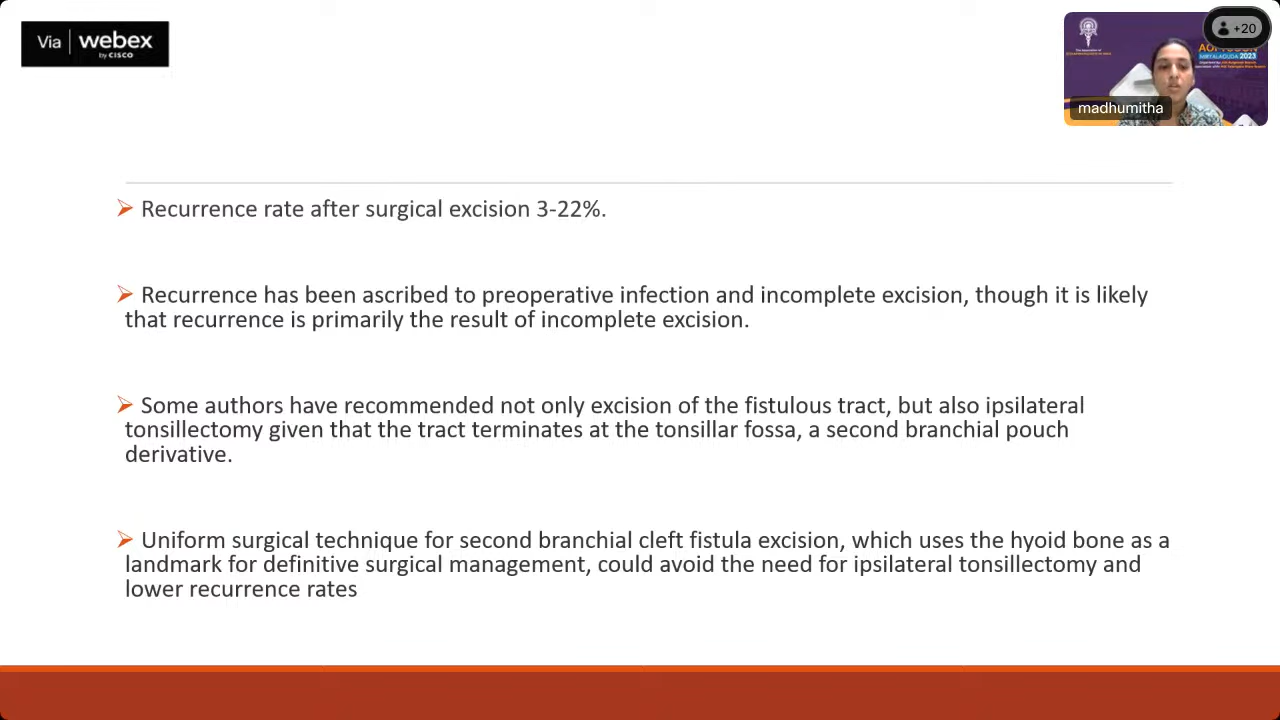 Via webex
by CISCO
+20
2023
madhumitha
Recurrence rate after surgical excision 3-22%.
Recurrence has been ascribed to preoperative infection and incomplete excision, though it is likely
that recurrence is primarily the result of incomplete excision.
Some authors have recommended not only excision of the fistulous tract, but also ipsilateral
tonsillectomy given that the tract terminates at the tonsillar fossa, a second branchial pouch
derivative.
Uniform surgical technique for second branchial cleft fistula excision, which uses the hyoid bone as a
landmark for definitive surgical management, could avoid the need for ipsilateral tonsillectomy and
lower recurrence rates